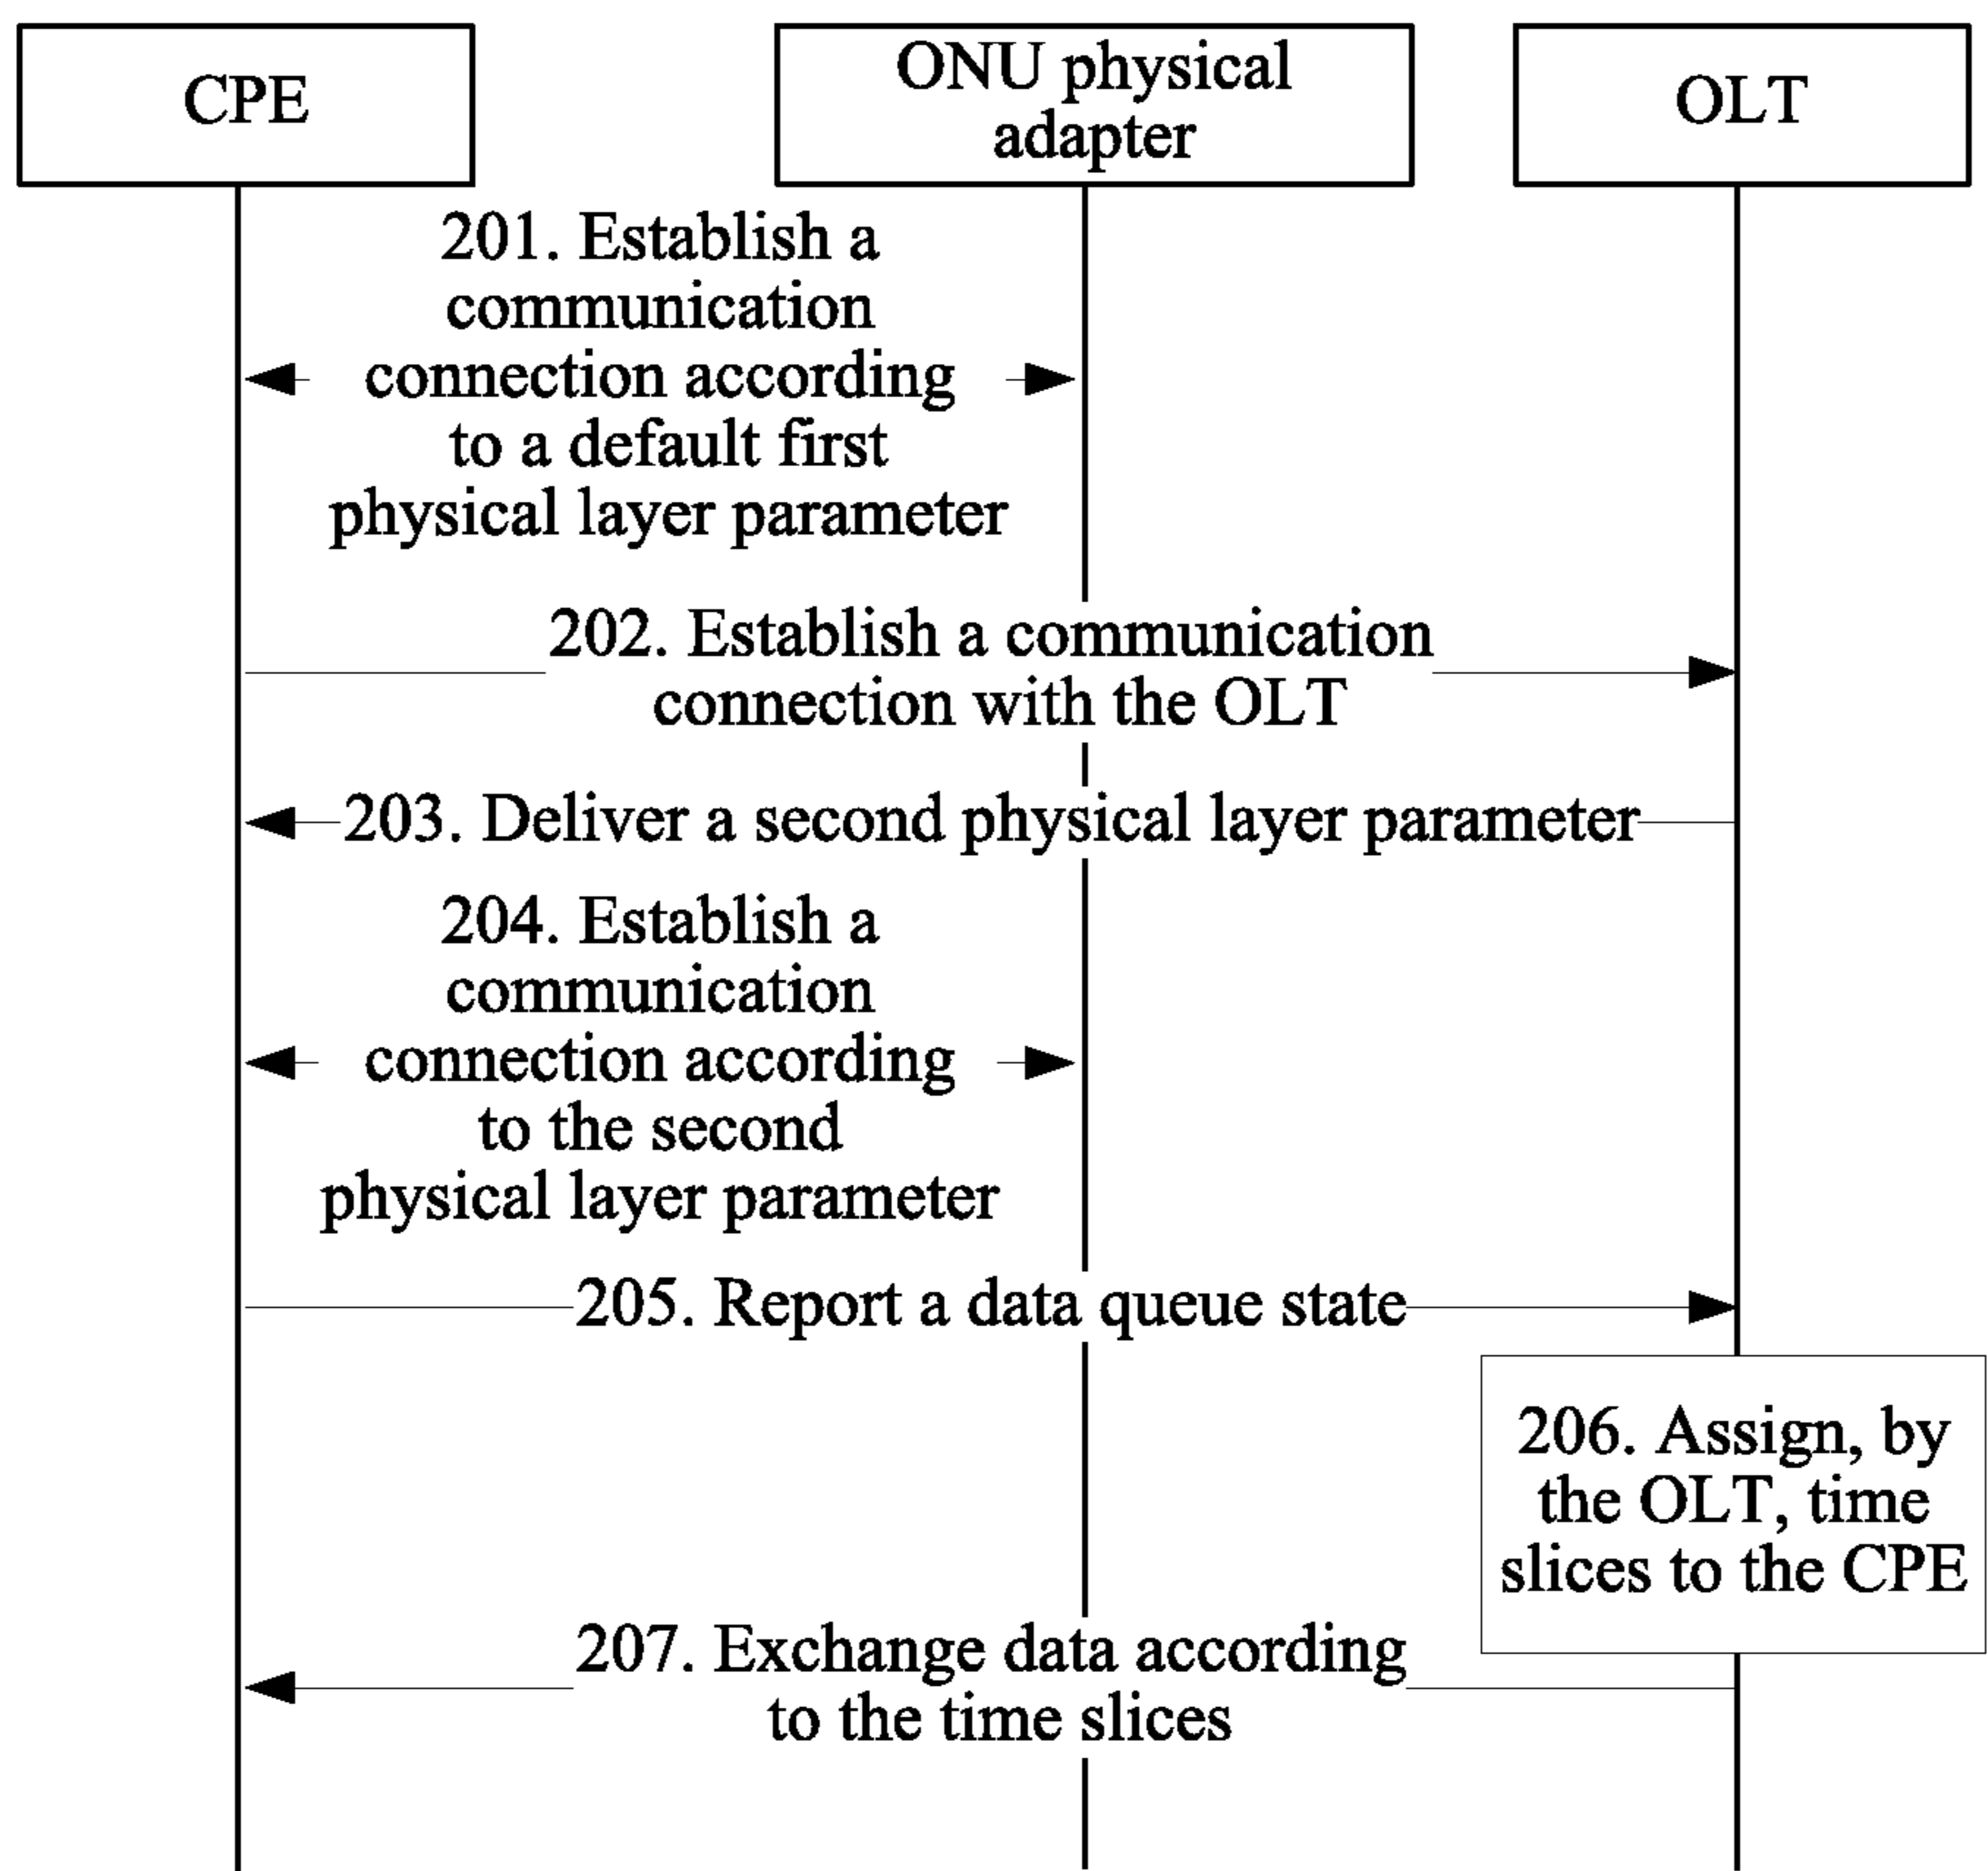 CPE
ONU physical
adapter
OLT
201. Establish a
communication
connection according
to a default first
physical layer parameter
202. Establish a communication
connection with the OLT
203. Deliver a second physical layer parameter
204. Establish a
communication
connection according
to the second
physical layer parameter
205. Report a data queue state
206. Assign, by
the OLT, time
slices to the CPE
207. Exchange data according
to the time slices